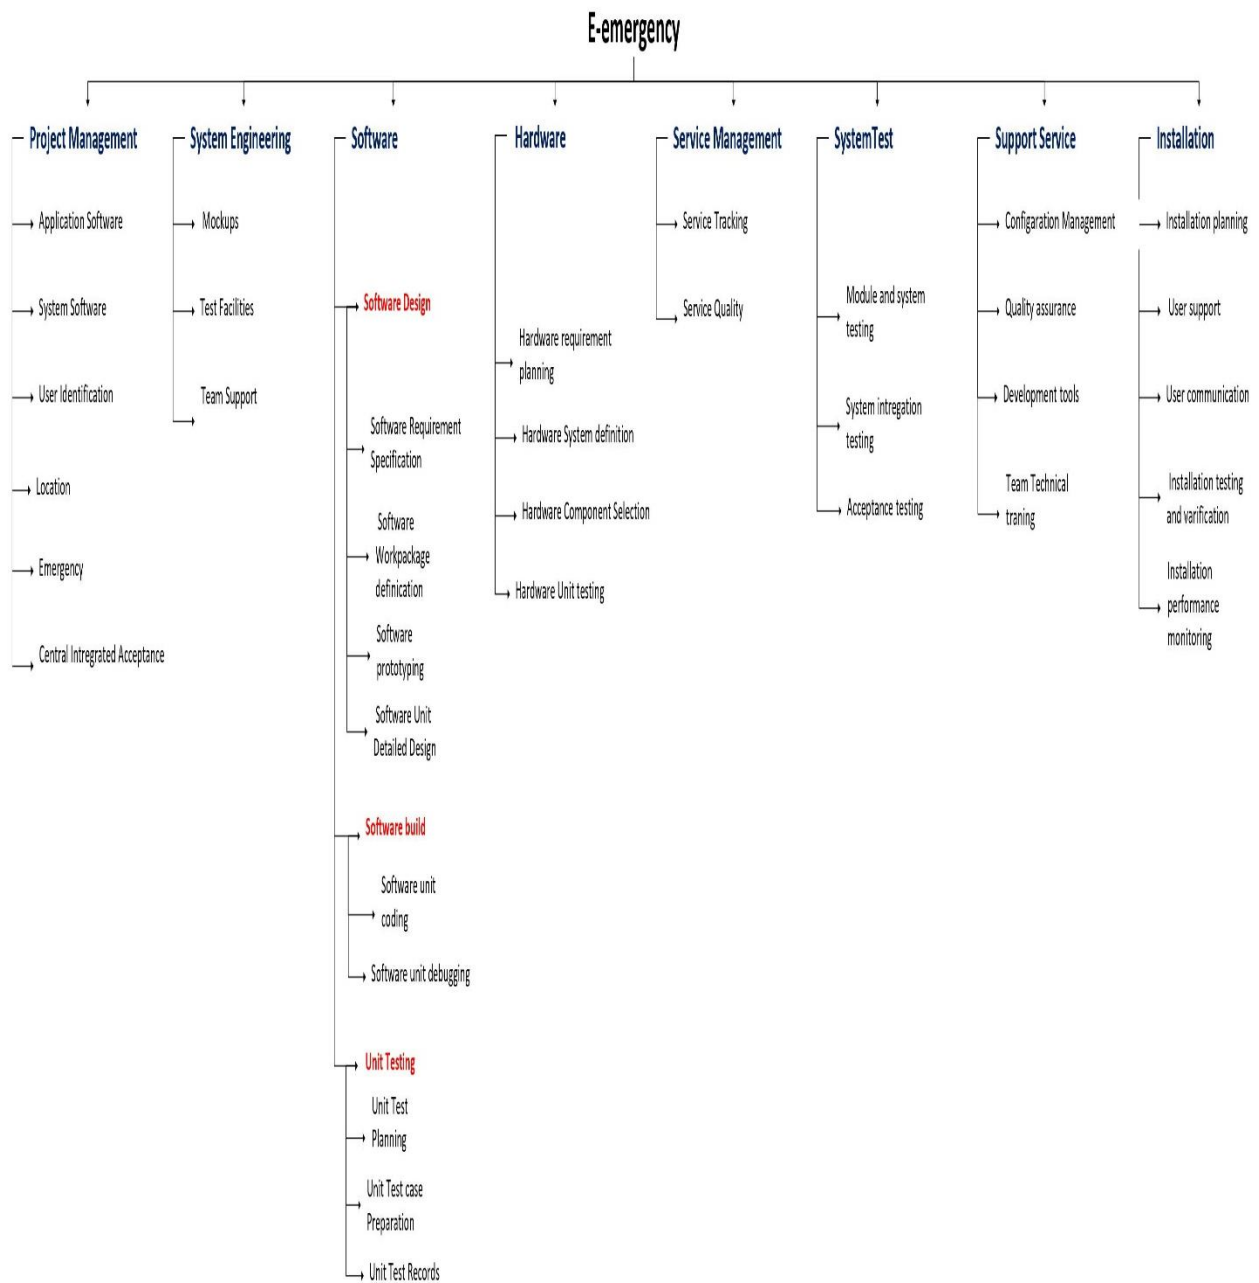 E-emergency
Project Management
Application Software
System Software
User Identification
Location
Emergency
Central Intregrated Acceptance
System Engineering
Mockups
Test Facilities
Team Support
Software
Software Design
Software Requirement
Specification
Software
Workpackage
definication
Software
prototyping
Software Unit
Detailed Design
Software build
Software unit
coding
Software unit debugging
Unit Testing
Unit Test
Planning
Unit Test case
Preparation
Unit Test Records
Hardware
Hardware requirement
planning
Hardware System definition
Hardware Component Selection
Hardware Unit testing
Service Management
Service Tracking
Service Quality
SystemTest
Module and system
testing
System intregation
testing
Acceptance testing
Support Service
Configaration Management
Quality assurance
Development tools
Team Technical
traning
Installation
Installation planning
User support
User communication
Installation testing
and varification
Installation
performance
monitoring